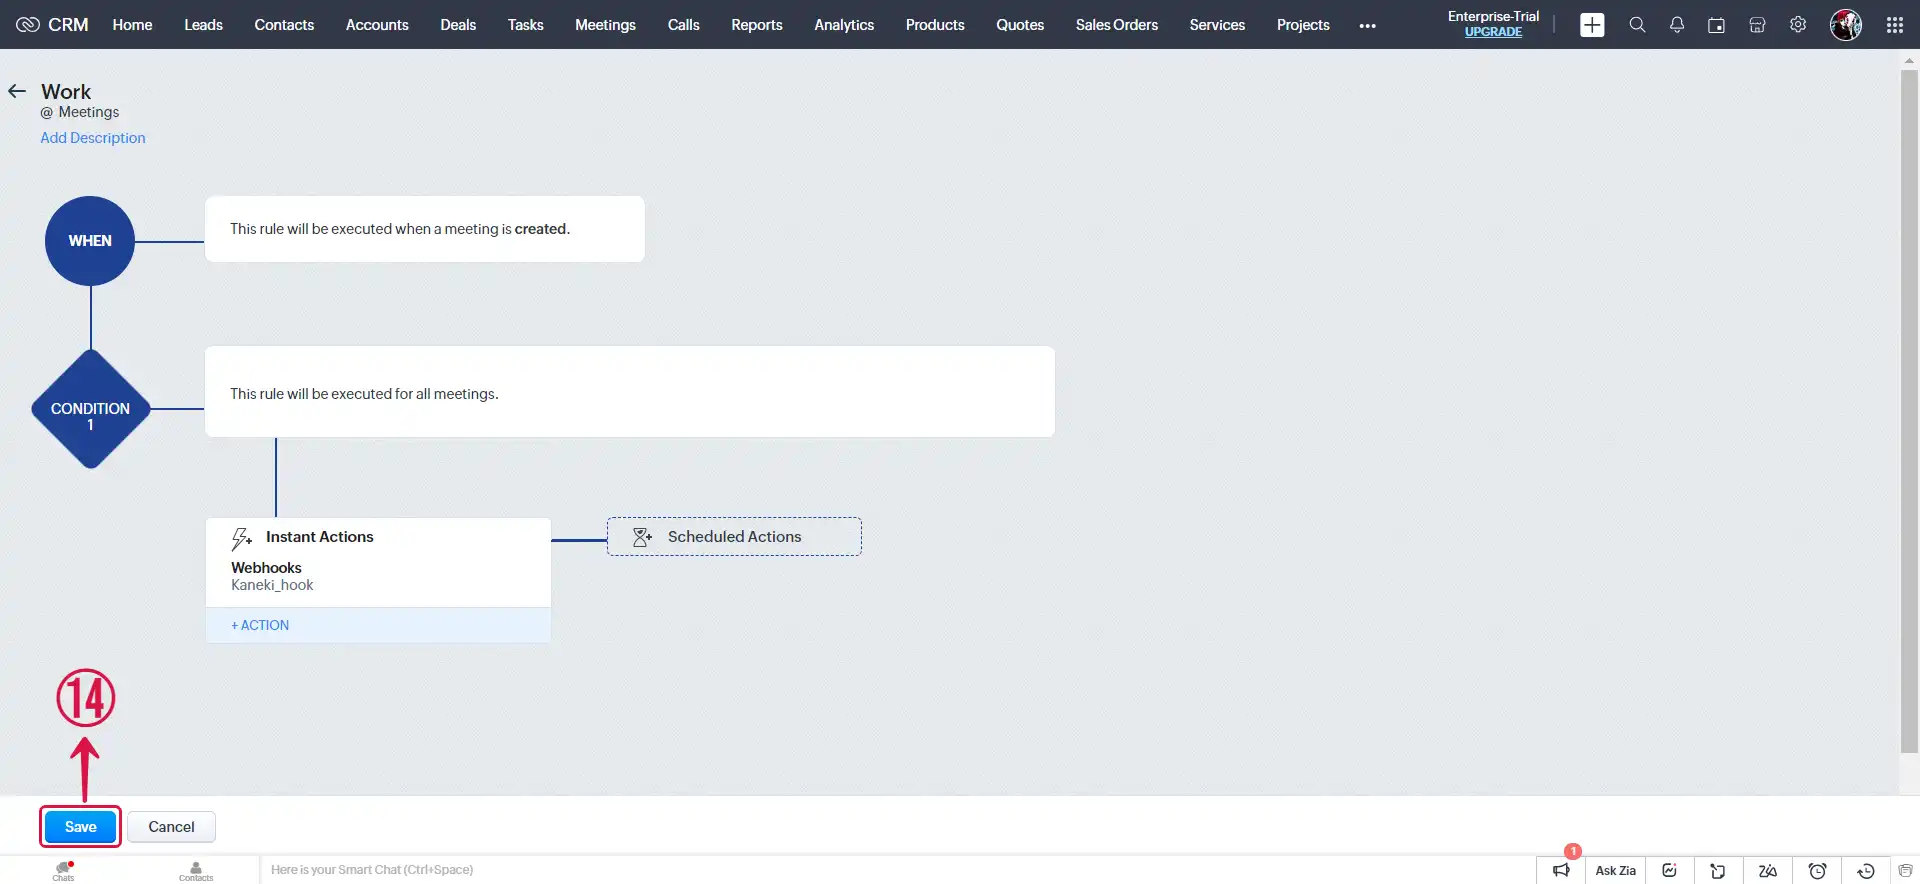 CRM Home Leads Contacts Accounts Deals Tasks Meetings Calls Reports Analytics Products Quotes Sales Orders Services Projects ••• Enterprise-Trial
UPGRADE
Work
@ Meetings
Add Description
WHEN
This rule will be executed when a meeting is created.
CONDITION
1
This rule will be executed for all meetings.
Instant Actions
Webhooks
Kaneki_hook
+ ACTION
Scheduled Actions
14
Save
Cancel
Chats
Contacts
Here is your Smart Chat (Ctrl+Space)
1
Ask Zia